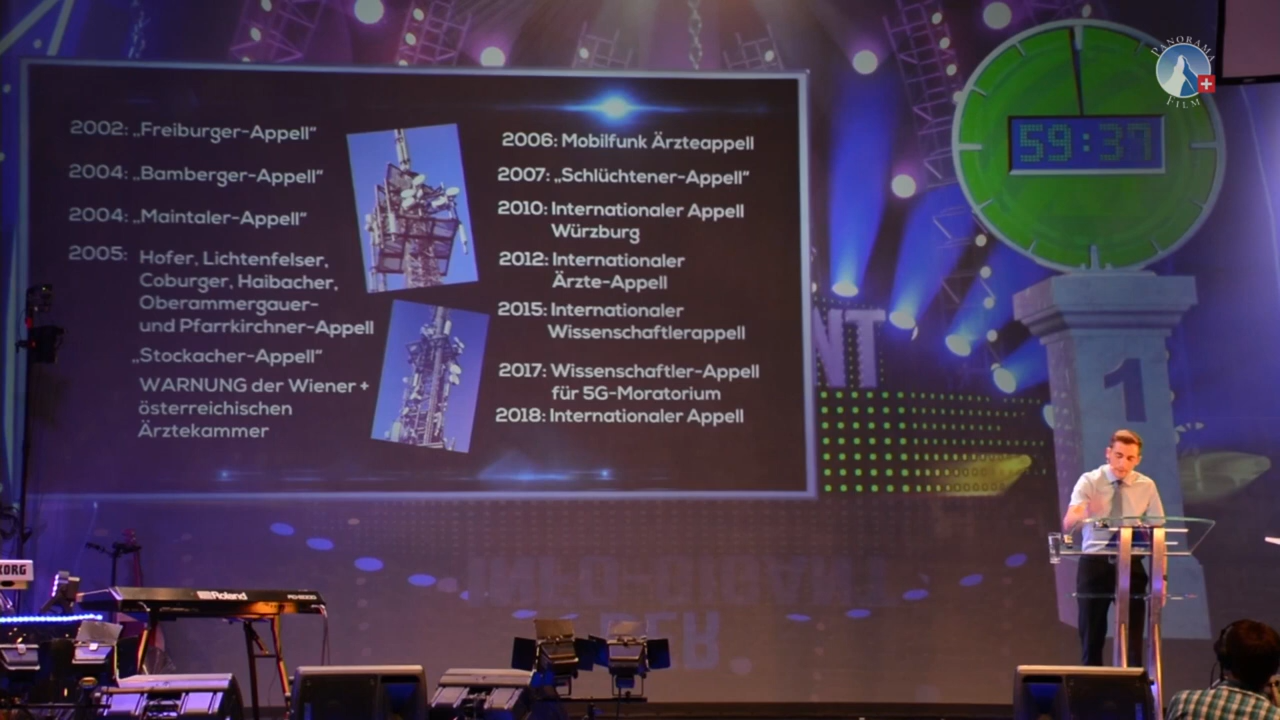 2002: „Freiburger-Appell“
2004: „Bamberger-Appell“
2004: „Maintaler-Appell“
2005: Hofer, Lichtenfelser,
Coburger, Haibacher,
Oberammergauer-
und Pfarrkirchner-Appell
„Stockacher-Appell“
WARNUNG der Wiener +
österreichischen
Ärztekammer
2006: Mobilfunk Ärzteappell
2007: „Schlüchtener-Appell“
2010: Internationaler Appell
Würzburg
2012: Internationaler
Ärzte-Appell
2015: Internationaler
Wissenschaftlerappell
2017: Wissenschaftler-Appell
für 5G-Moratorium
2018: Internationaler Appell
PANORAMA
FILM
59:37
NT
1
KORG
Roland